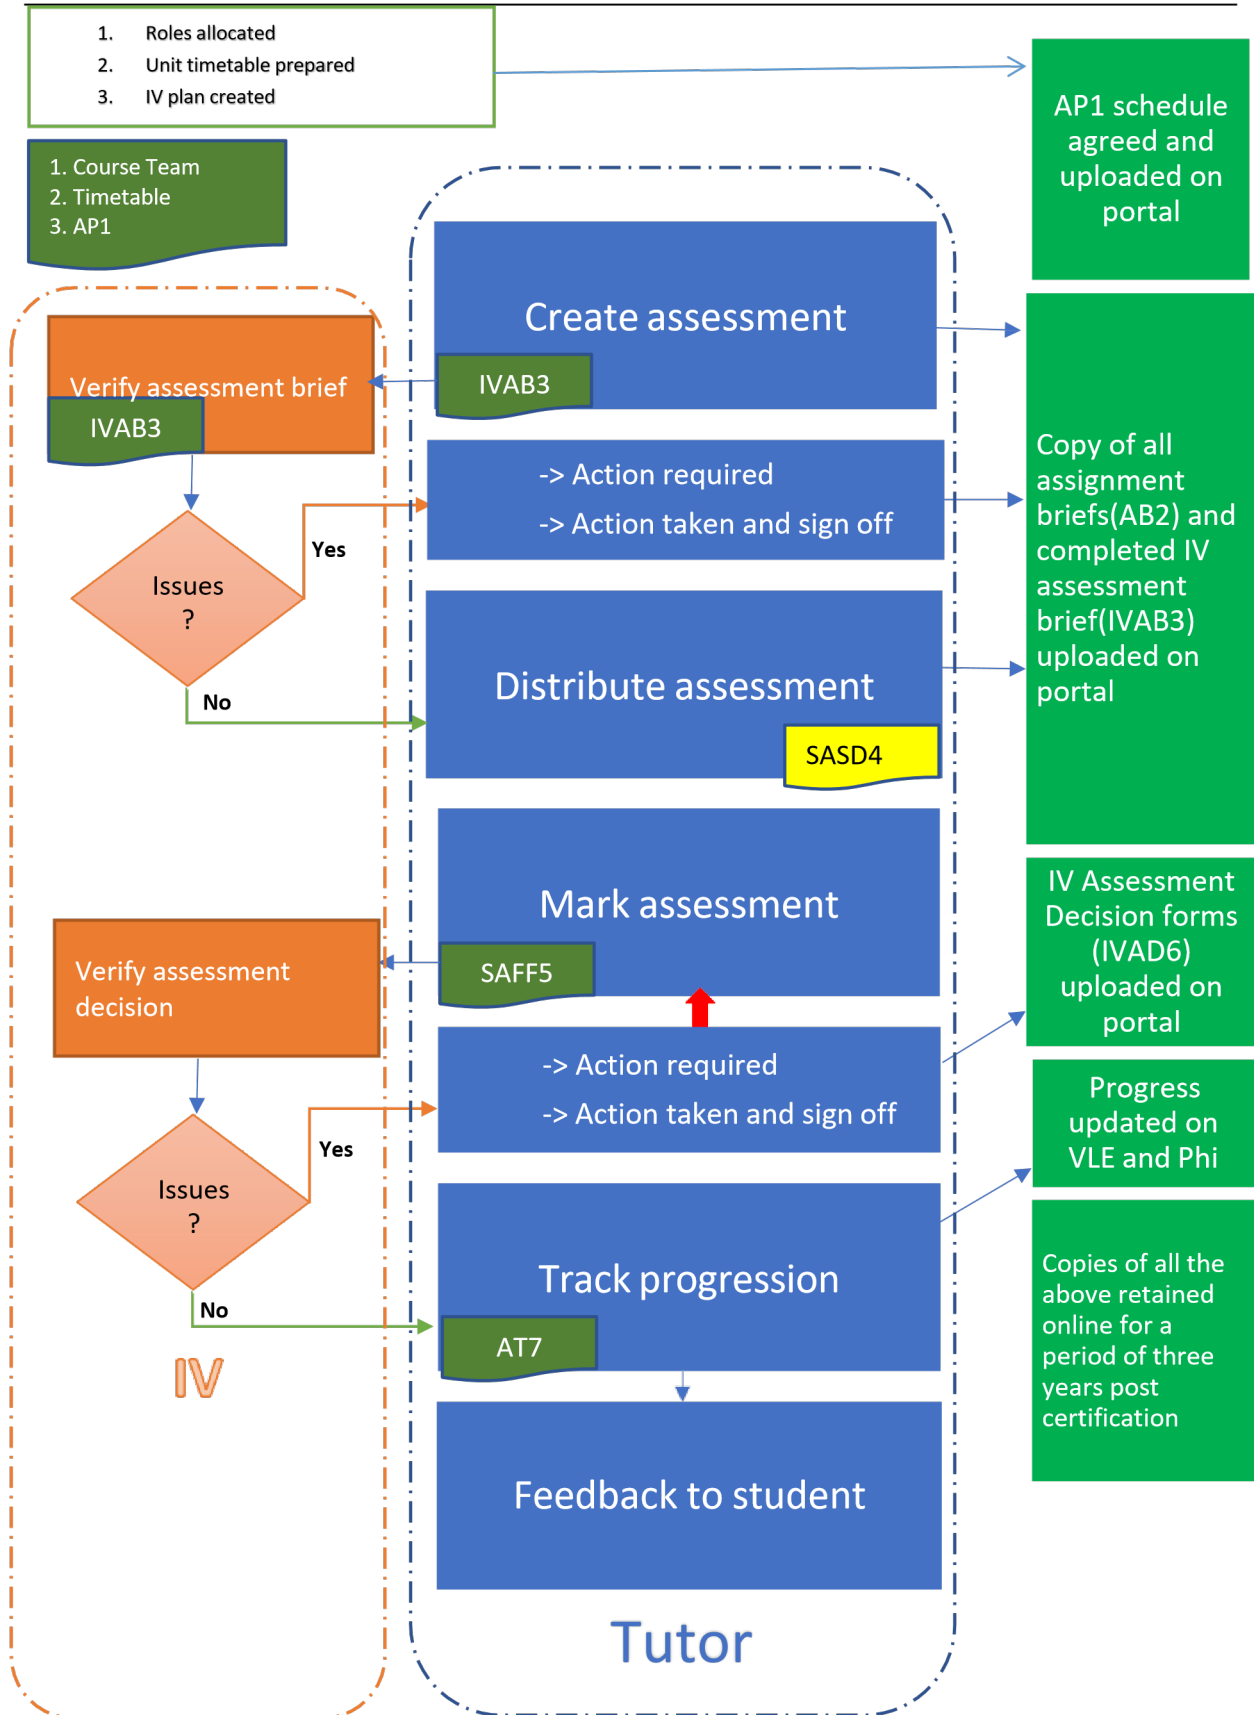 1. Roles allocated
2. Unit timetable prepared
3. IV plan created
AP1 schedule
agreed and
uploaded on
portal
1. Course Team
2. Timetable
3. AP1
Create assessment
IVAB3
Verify assessment brief
IVAB3
-> Action required
-> Action taken and sign off
Yes
Issues
?
No
Copy of all
assignment
briefs(AB2) and
completed IV
assessment
brief(IVAB3)
uploaded on
portal
Distribute assessment
SASD4
Mark assessment
SAFF5
Verify assessment
decision
IV Assessment
Decision forms
(IVAD6)
uploaded on
portal
-> Action required
-> Action taken and sign off
Yes
Issues
?
No
Progress
updated on
VLE and Phi
Track progression
AT7
Copies of all the
above retained
online for a
period of three
years post
certification
IV
Feedback to student
Tutor